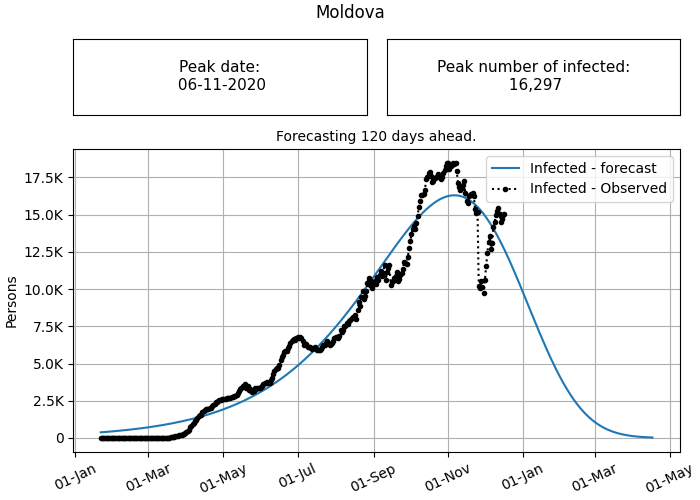 Moldova
Peak date:
06-11-2020
Peak number of infected:
16,297
Forecasting 120 days ahead.
Infected - forecast
Infected - Observed
Persons
17.5K
15.0K
12.5K
10.0K
7.5K
5.0K
2.5K
0
01-Jan
01-Mar
01-May
01-Jul
01-Sep
01-Nov
01-Jan
01-Mar
01-May